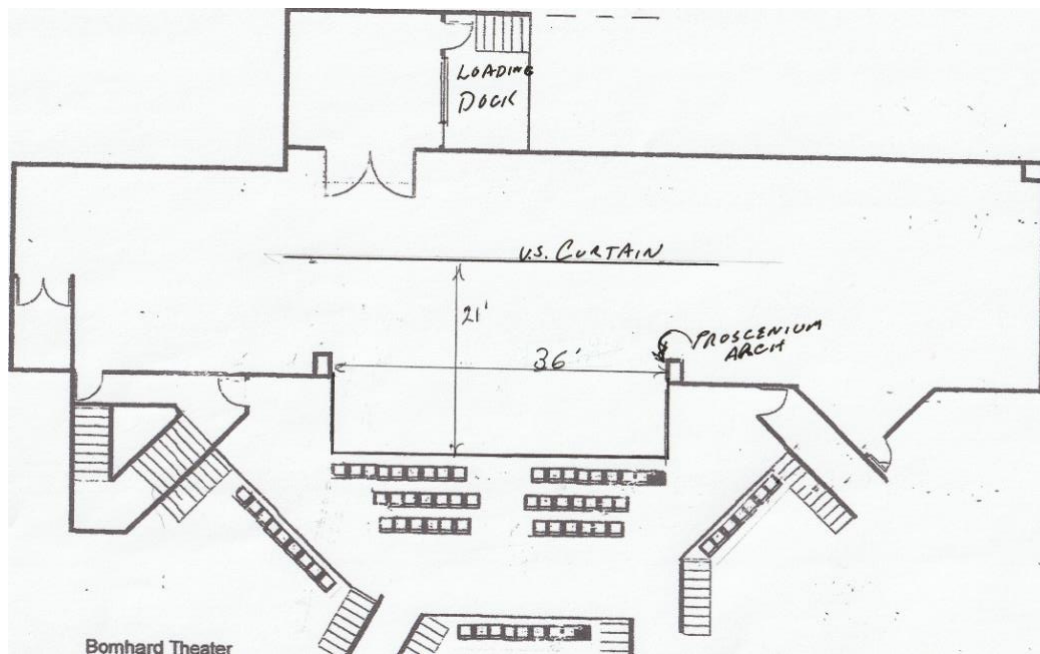 LOADING
DOCK
U.S. CURTAIN
21'
36'
PROSCENIUM
ARCH
Bomhard Theater